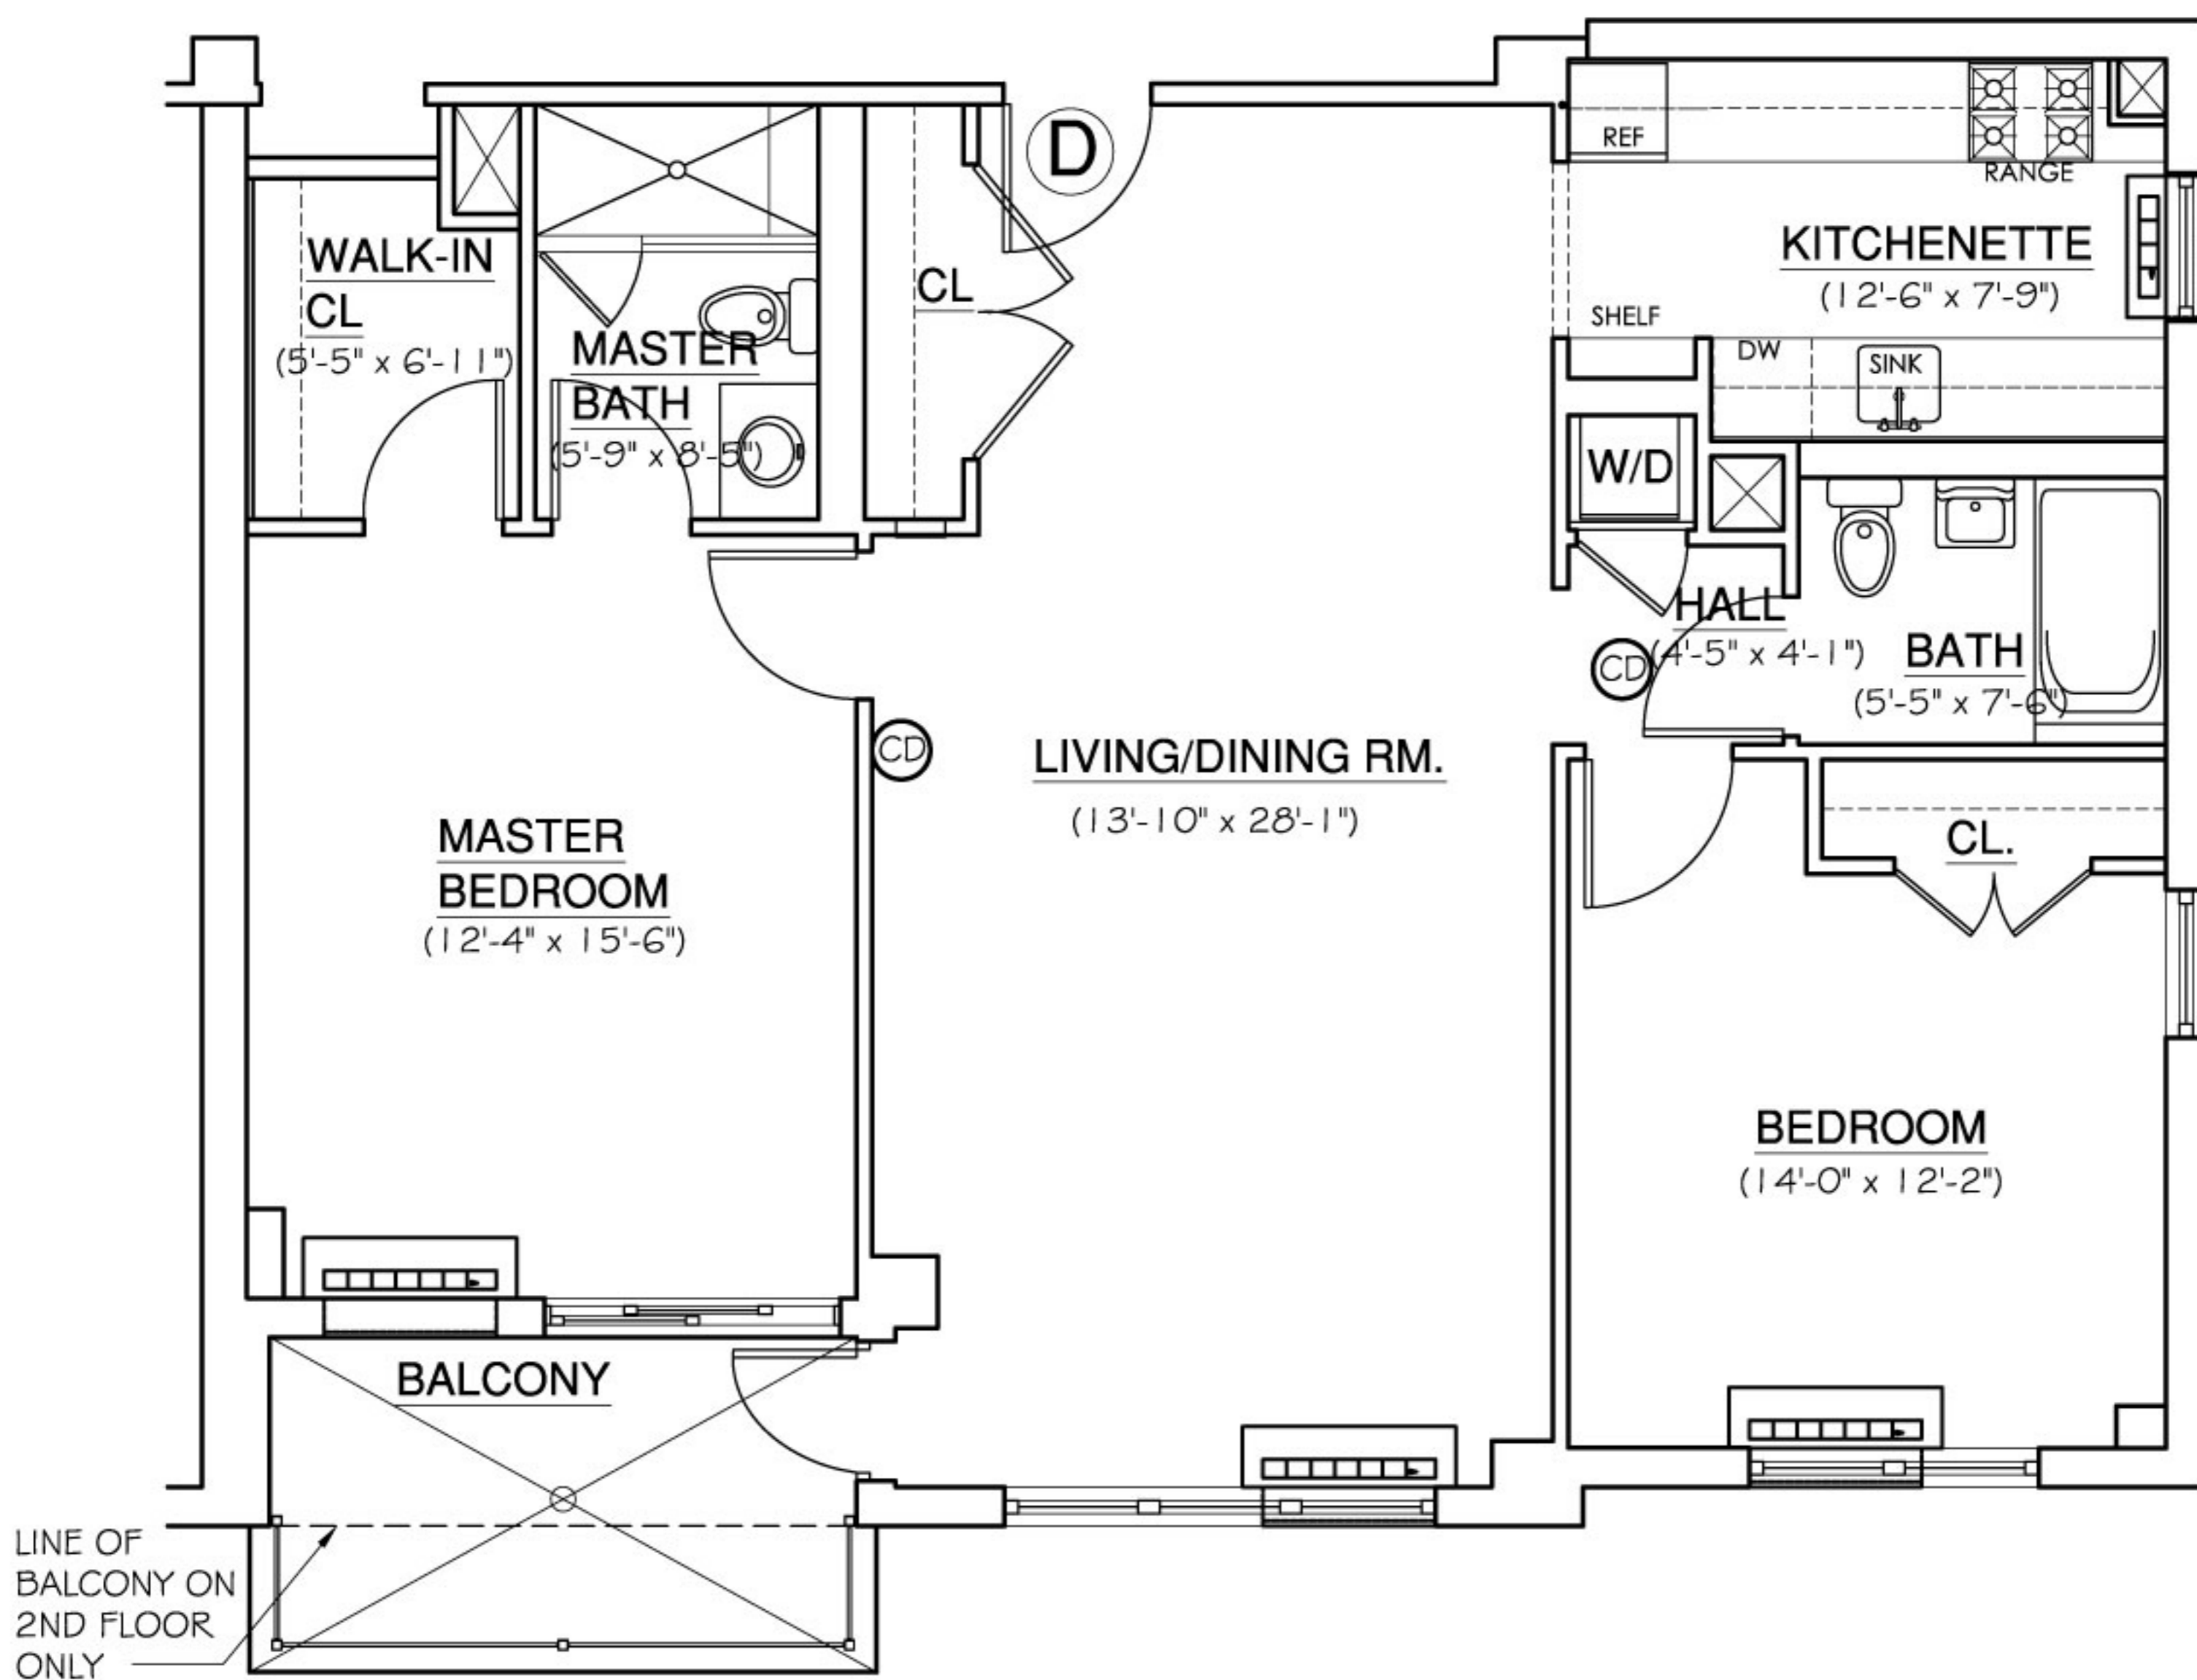 D
REF
RANGE
WALK-IN
CL
(5'-5" x 6'-11")
MASTER
BATH
(5'-9" x 8'-5")
CL
KITCHENETTE
(12'-6" x 7'-9")
SHELF
DW
SINK
W/D
HALL
(4'-5" x 4'-1")
CD
BATH
(5'-5" x 7'-6")
CD
LIVING/DINING RM.
(13'-10" x 28'-1")
MASTER
BEDROOM
(12'-4" x 15'-6")
CL.
BEDROOM
(14'-0" x 12'-2")
BALCONY
LINE OF
BALCONY ON
2ND FLOOR
ONLY